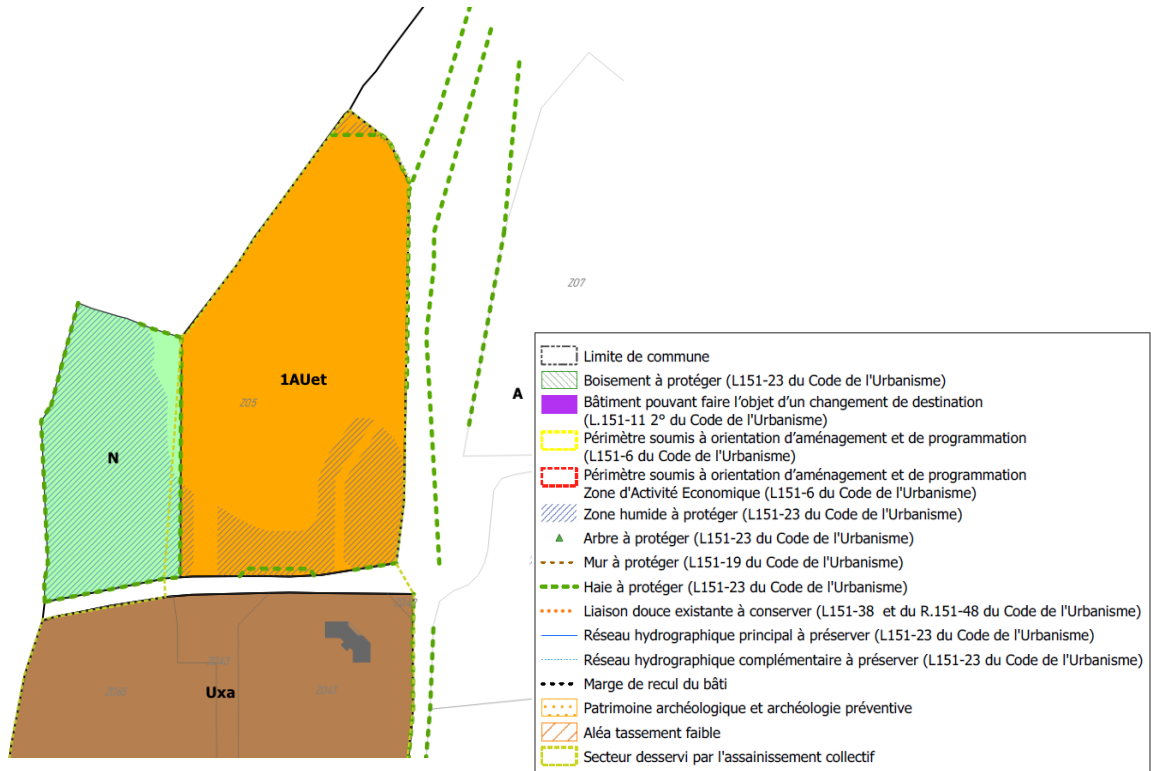 Z07
1AUet
Z05
A
N
Uxa
Limite de commune
Boisement à protéger (L151-23 du Code de l'Urbanisme)
Bâtiment pouvant faire l'objet d'un changement de destination
(L.151-11 2° du Code de l'Urbanisme)
Périmètre soumis à orientation d'aménagement et de programmation
(L151-6 du Code de l'Urbanisme)
Périmètre soumis à orientation d'aménagement et de programmation
Zone d'Activité Economique (L151-6 du Code de l'Urbanisme)
Zone humide à protéger (L151-23 du Code de l'Urbanisme)
Arbre à protéger (L151-23 du Code de l'Urbanisme)
Mur à protéger (L151-19 du Code de l'Urbanisme)
Haie à protéger (L151-23 du Code de l'Urbanisme)
Liaison douce existante à conserver (L151-38 et du R.151-48 du Code de l'Urbanisme)
Réseau hydrographique principal à préserver (L151-23 du Code de l'Urbanisme)
Réseau hydrographique complémentaire à préserver (L151-23 du Code de l'Urbanisme)
Marge de recul du bâti
Patrimoine archéologique et archéologie préventive
Aléa tassement faible
Secteur desservi par l'assainissement collectif